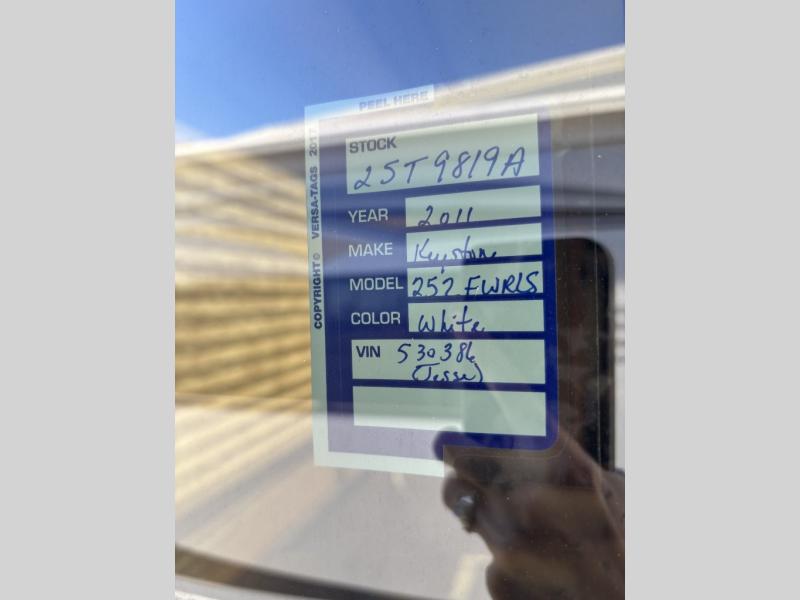 PEEL HERE
COPYRIGHT© VERSA-TAGS 2017
STOCK
25T9819A
YEAR 2011
MAKE Keystone
MODEL 252 FWRLS
COLOR White
VIN 530386
(Jesse)